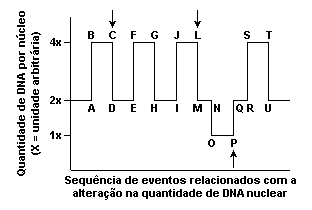 Quantidade de DNA por núcleo
(X = unidade arbitrária)
4x
2x
1x
B C F G J L S T
A D E H I M N Q R U
O P
Sequência de eventos relacionados com a
alteração na quantidade de DNA nuclear